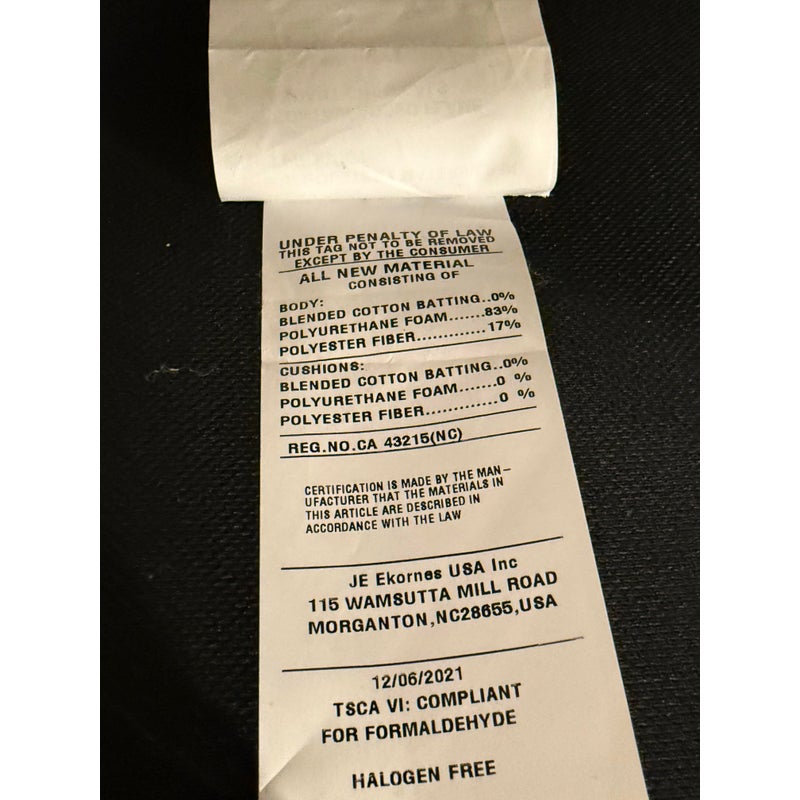 UNDER PENALTY OF LAW
THIS TAG NOT TO BE REMOVED
EXCEPT BY THE CONSUMER
ALL NEW MATERIAL
CONSISTING OF
BODY:
BLENDED COTTON BATTING..0%
POLYURETHANE FOAM......83%
POLYESTER FIBER............17%
CUSHIONS:
BLENDED COTTON BATTING..0%
POLYURETHANE FOAM.......0 %
POLYESTER FIBER............0 %
REG.NO.CA 43215(NC)
CERTIFICATION IS MADE BY THE MAN-
UFACTURER THAT THE MATERIALS IN
THIS ARTICLE ARE DESCRIBED IN
ACCORDANCE WITH THE LAW
JE Ekornes USA Inc
115 WAMSUTTA MILL ROAD
MORGANTON,NC28655,USA
12/06/2021
TSCA VI: COMPLIANT
FOR FORMALDEHYDE
HALOGEN FREE